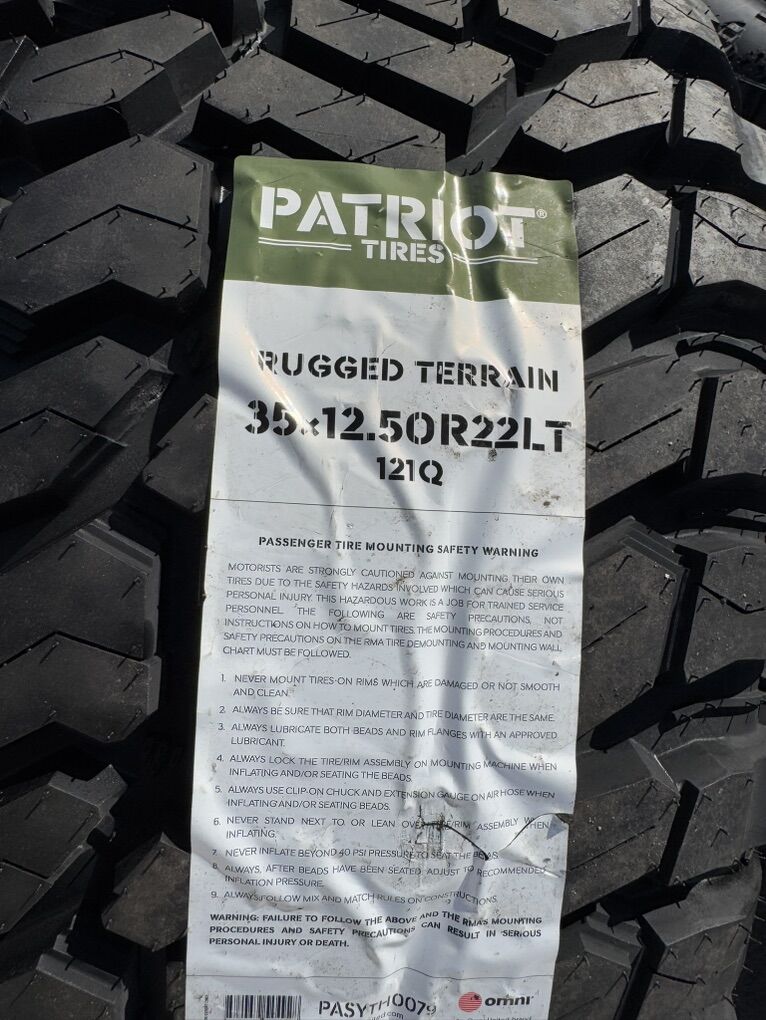 PATRIOT®
TIRES
RUGGED TERRAIN
35x12.50R22LT
121Q
PASSENGER TIRE MOUNTING SAFETY WARNING
MOTORISTS ARE STRONGLY CAUTIONED AGAINST MOUNTING THEIR OWN
TIRES DUE TO THE SAFETY HAZARDS INVOLVED WHICH CAN CAUSE SERIOUS
PERSONAL INJURY. THIS HAZARDOUS WORK IS A JOB FOR TRAINED SERVICE
PERSONNEL. THE FOLLOWING ARE SAFETY PRECAUTIONS, NOT
INSTRUCTIONS ON HOW TO MOUNT TIRES. THE MOUNTING PROCEDURES AND
SAFETY PRECAUTIONS ON THE RMA TIRE DEMOUNTING AND MOUNTING WALL
CHART MUST BE FOLLOWED.
1. NEVER MOUNT TIRES ON RIMS WHICH ARE DAMAGED OR NOT SMOOTH
AND CLEAN.
2. ALWAYS BE SURE THAT RIM DIAMETER AND TIRE DIAMETER ARE THE SAME.
3. ALWAYS LUBRICATE BOTH BEADS AND RIM FLANGES WITH AN APPROVED
LUBRICANT.
4. ALWAYS LOCK THE TIRE/RIM ASSEMBLY ON MOUNTING MACHINE WHEN
INFLATING AND/OR SEATING THE BEADS.
5. ALWAYS USE CLIP-ON CHUCK AND EXTENSION GAUGE ON AIR HOSE WHEN
INFLATING AND/OR SEATING BEADS.
6. NEVER STAND NEXT TO OR LEAN OVER TIRE/RIM ASSEMBLY WHEN
INFLATING.
7. NEVER INFLATE BEYOND 40 PSI PRESSURE TO SEAT THE BEADS.
8. ALWAYS, AFTER BEADS HAVE BEEN SEATED, ADJUST TO RECOMMENDED
INFLATION PRESSURE.
9. ALWAYS FOLLOW MIX AND MATCH RULES ON CONSTRUCTIONS.
WARNING: FAILURE TO FOLLOW THE ABOVE AND THE RMA'S MOUNTING
PROCEDURES AND SAFETY PRECAUTIONS CAN RESULT IN SERIOUS
PERSONAL INJURY OR DEATH.
PASYTH0079
omni